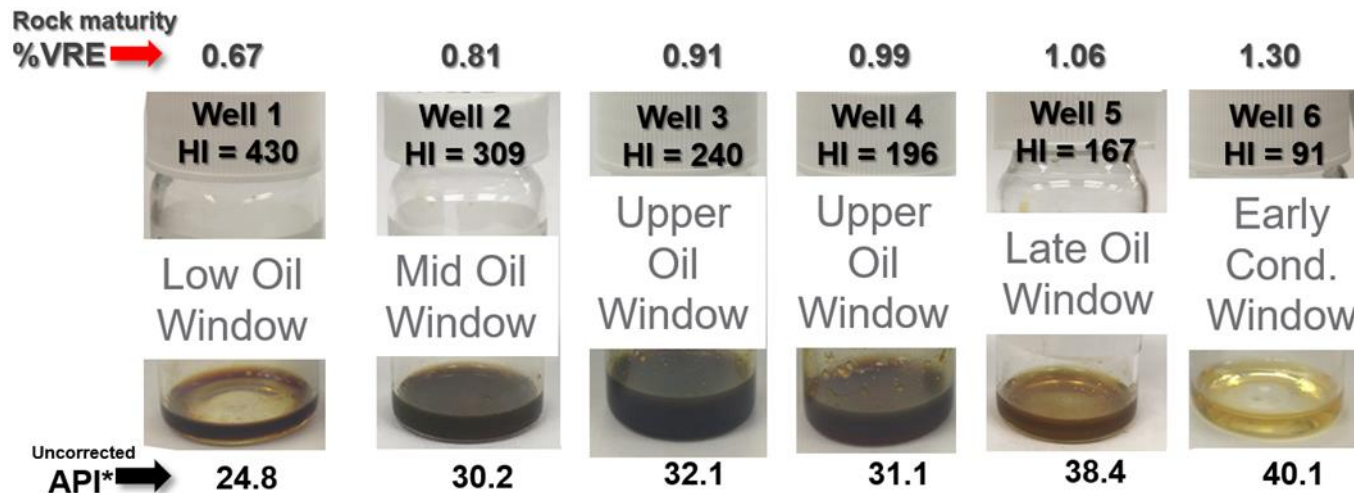 Rock maturity
%VRE 0.67 0.81 0.91 0.99 1.06 1.30
Well 1
HI = 430
Well 2
HI = 309
Well 3
HI = 240
Well 4
HI = 196
Well 5
HI = 167
Well 6
HI = 91
Low Oil
Window
Mid Oil
Window
Upper
Oil
Window
Upper
Oil
Window
Late Oil
Window
Early
Cond.
Window
Uncorrected
API* 24.8 30.2 32.1 31.1 38.4 40.1